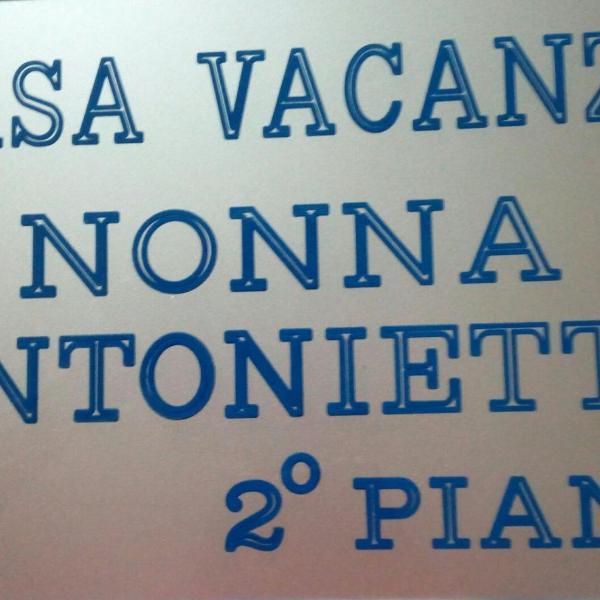 ASA VACANZ
NONNA
NTONIETT
2° PIAN